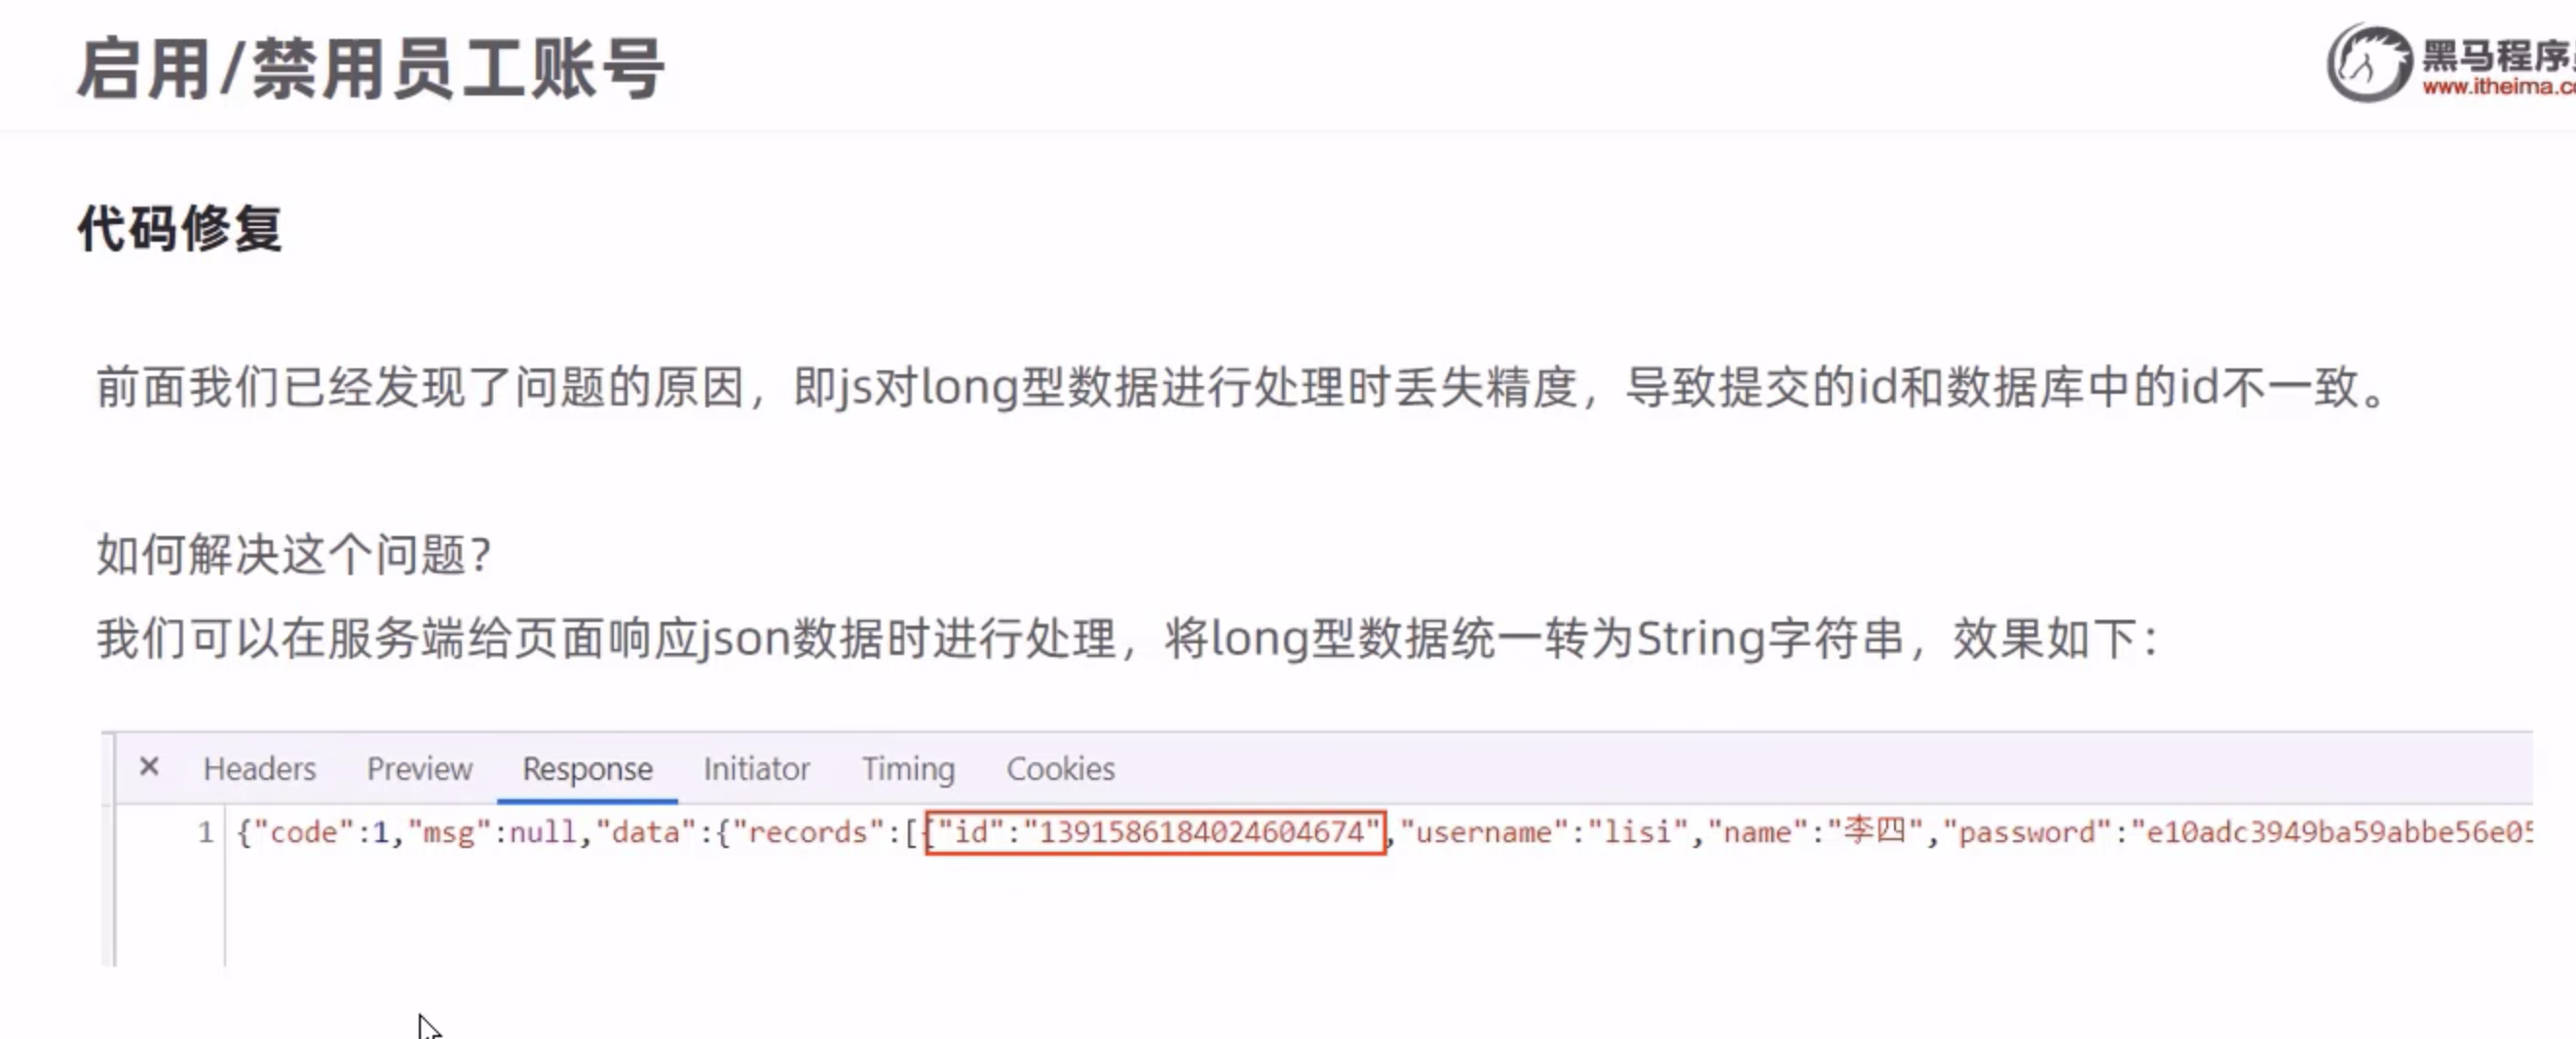 启用/禁用员工账号
黑马程序
www.itheima.c
代码修复
前面我们已经发现了问题的原因，即js对long型数据进行处理时丢失精度，导致提交的id和数据库中的id不一致。
如何解决这个问题？
我们可以在服务端给页面响应json数据时进行处理，将long型数据统一转为String字符串，效果如下：
× Headers Preview Response Initiator Timing Cookies
1 {"code":1,"msg":null,"data":{"records":[{"id":"1391586184024604674","username":"lisi","name":"李四","password":"e10adc3949ba59abbe56e05